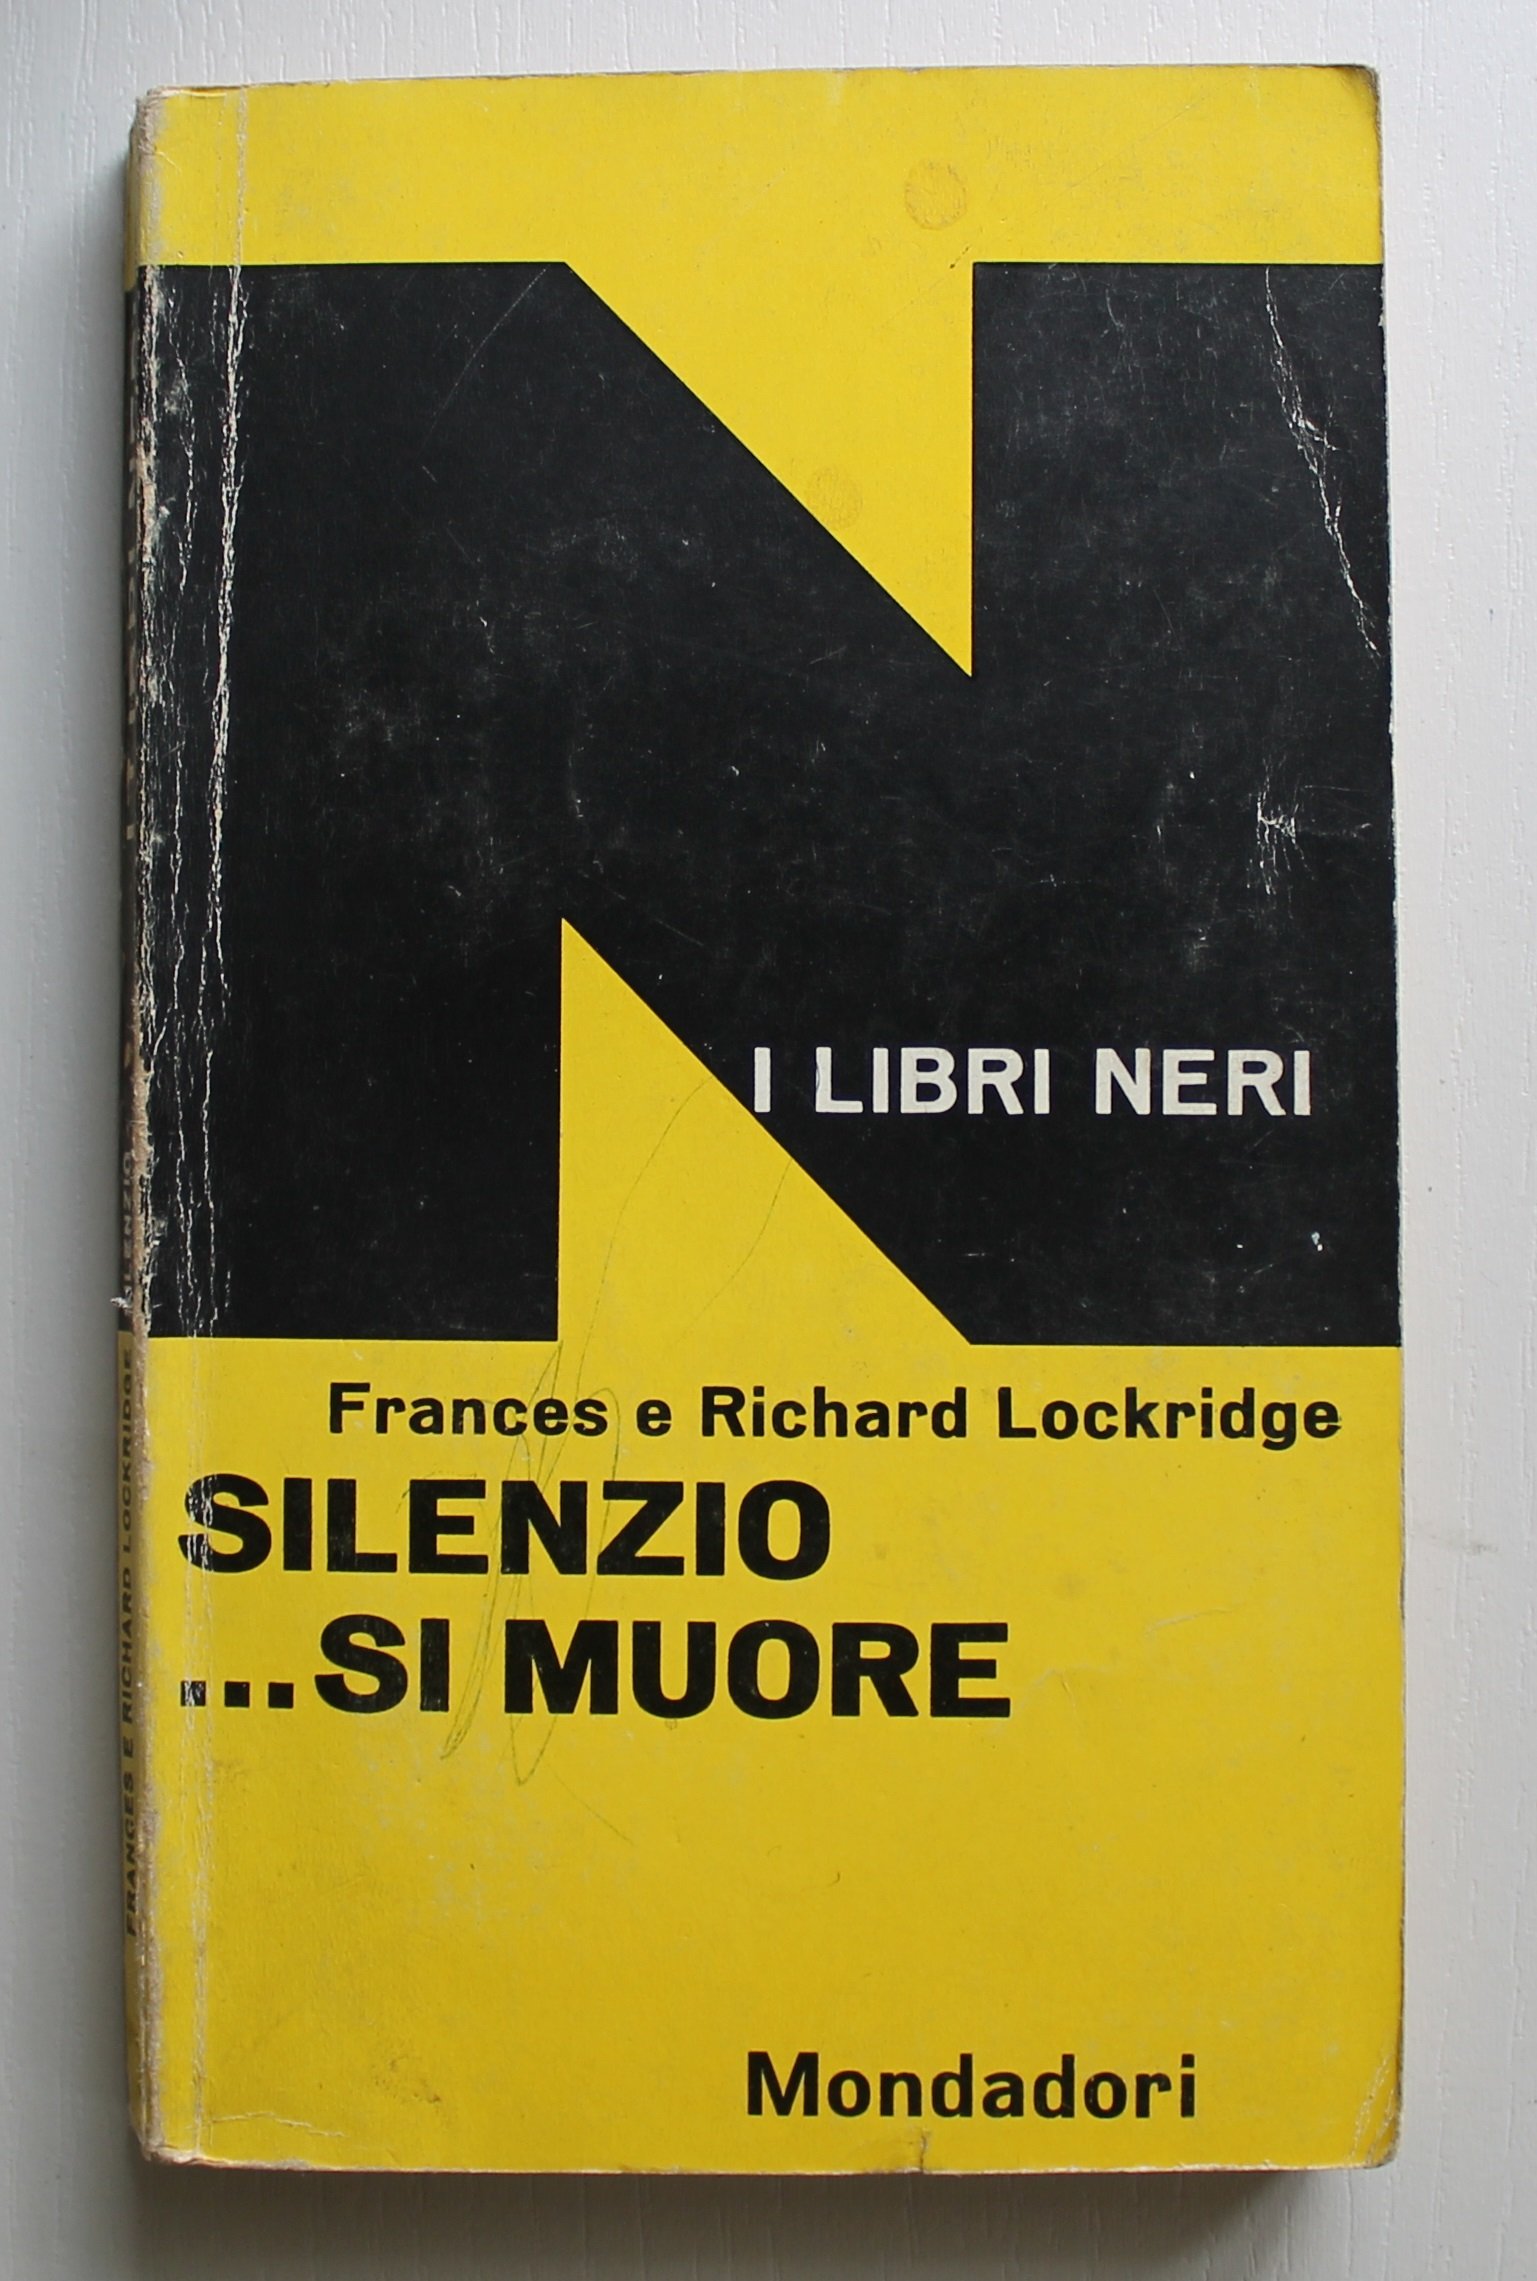 I LIBRI NERI
Frances e Richard Lockridge
SILENZIO
...SI MUORE
Mondadori
FRANCES E RICHARD LOCKRIDGE